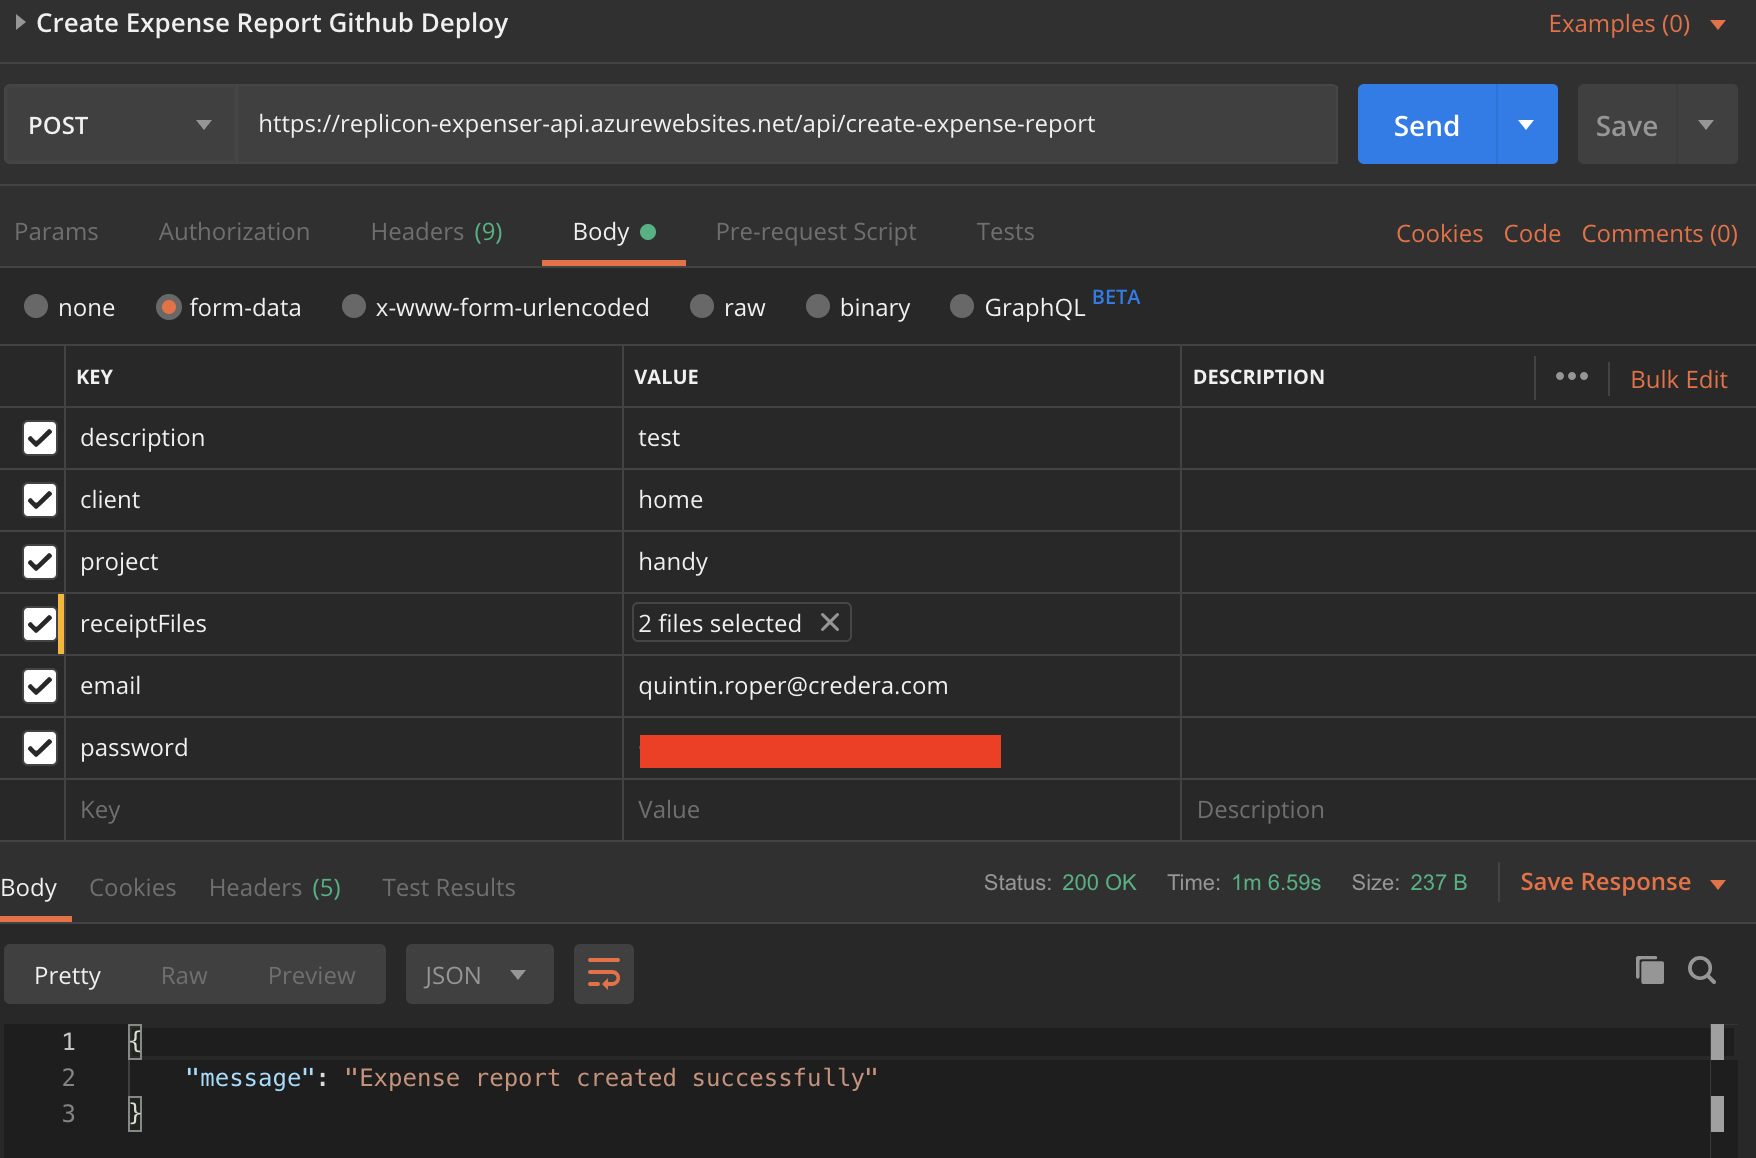 Create Expense Report Github Deploy
Examples (0)
POST
https://replicon-expenser-api.azurewebsites.net/api/create-expense-report
Send
Save
Params Authorization Headers (9) Body Pre-request Script Tests
Cookies Code Comments (0)
none form-data x-www-form-urlencoded raw binary GraphQL BETA
KEY VALUE DESCRIPTION ••• Bulk Edit
description test
client home
project handy
receiptFiles 2 files selected
email quintin.roper@credera.com
password
Key Value Description
Body Cookies Headers (5) Test Results
Status: 200 OK Time: 1m 6.59s Size: 237 B Save Response
Pretty Raw Preview JSON
1 {
2 "message": "Expense report created successfully"
3 }